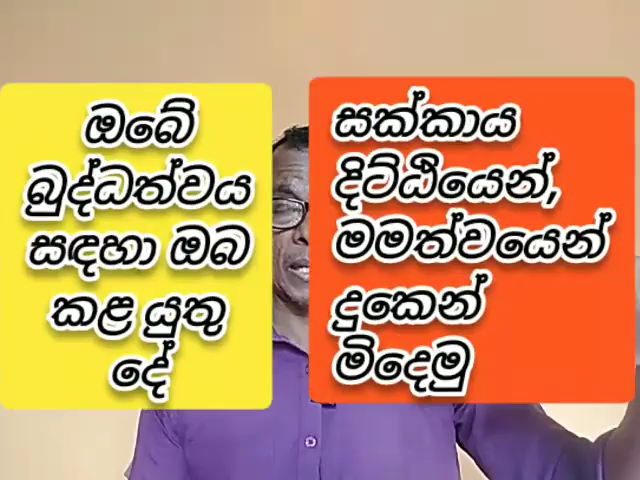 ඔබේ
බුද්ධත්වය
සඳහා ඔබ
කළ යුතු
දේ
සක්කාය
දිට්ඨියෙන්,
මමත්වයෙන්
දුකෙන්
මිදෙමු